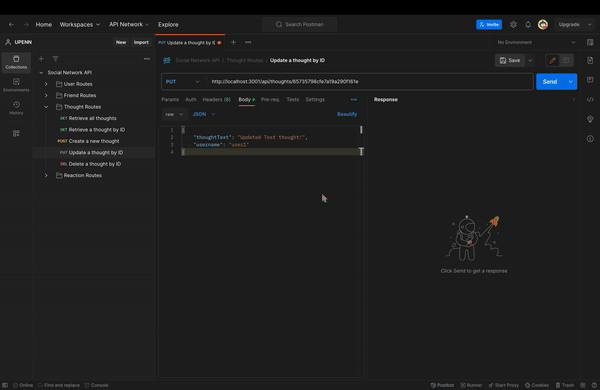 Home Workspaces API Network Explore
Search Postman
Invite
Upgrade
UPENN
New Import
PUT Update a thought by I
No Environment
Collections
Environments
History
Social Network API
User Routes
Friend Routes
Thought Routes
GET Retrieve all thoughts
GET Retrieve a thought by ID
POST Create a new thought
PUT Update a thought by ID
DEL Delete a thought by ID
Reaction Routes
Social Network API / Thought Routes / Update a thought by ID
Save
PUT http://localhost:3001/api/thoughts/65735798cfe7a19a290f161e
Send
Params Auth Headers (8) Body Pre-req. Tests Settings
raw JSON Beautify
1 {
2 "thoughtText": "Updated Test thought!",
3 "username": "user1"
4 }
Response
Click Send to get a response
Online Find and replace Console
Postbot Runner Start Proxy Cookies Trash